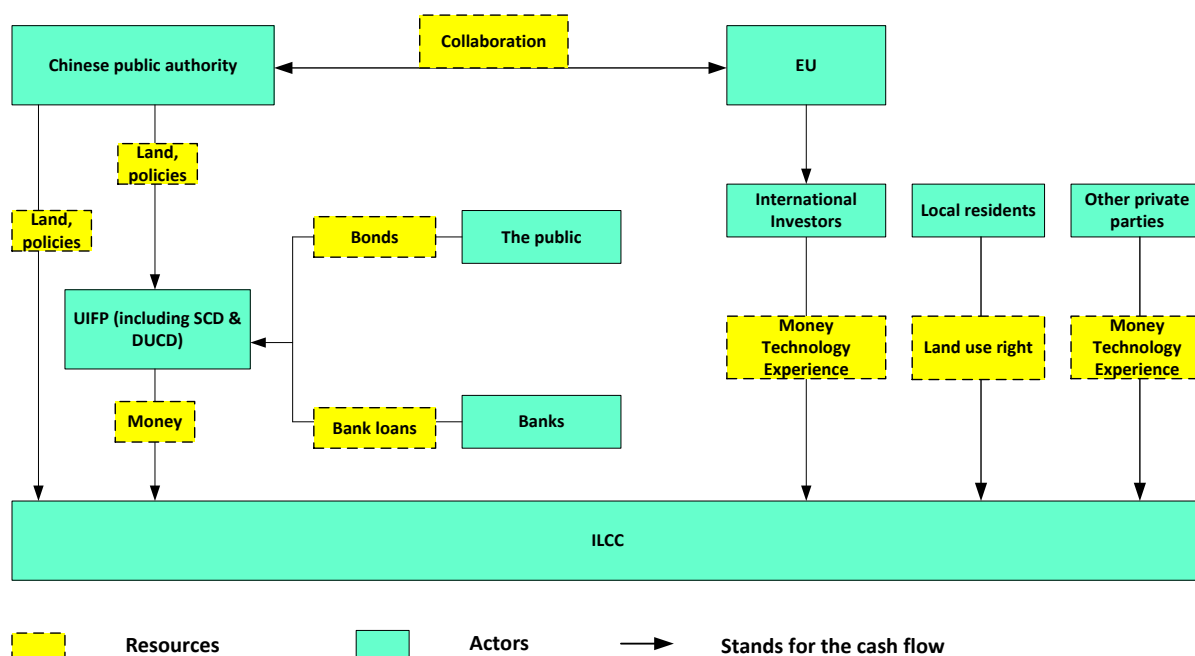 Collaboration
Chinese public authority
EU
Land,
policies
Land,
policies
International
Investors
Local residents
Other private
parties
Bonds
The public
UIFP (including SCD &
DUCD)
Money
Technology
Experience
Land use right
Money
Technology
Experience
Money
Bank loans
Banks
ILCC
Resources
Actors
Stands for the cash flow